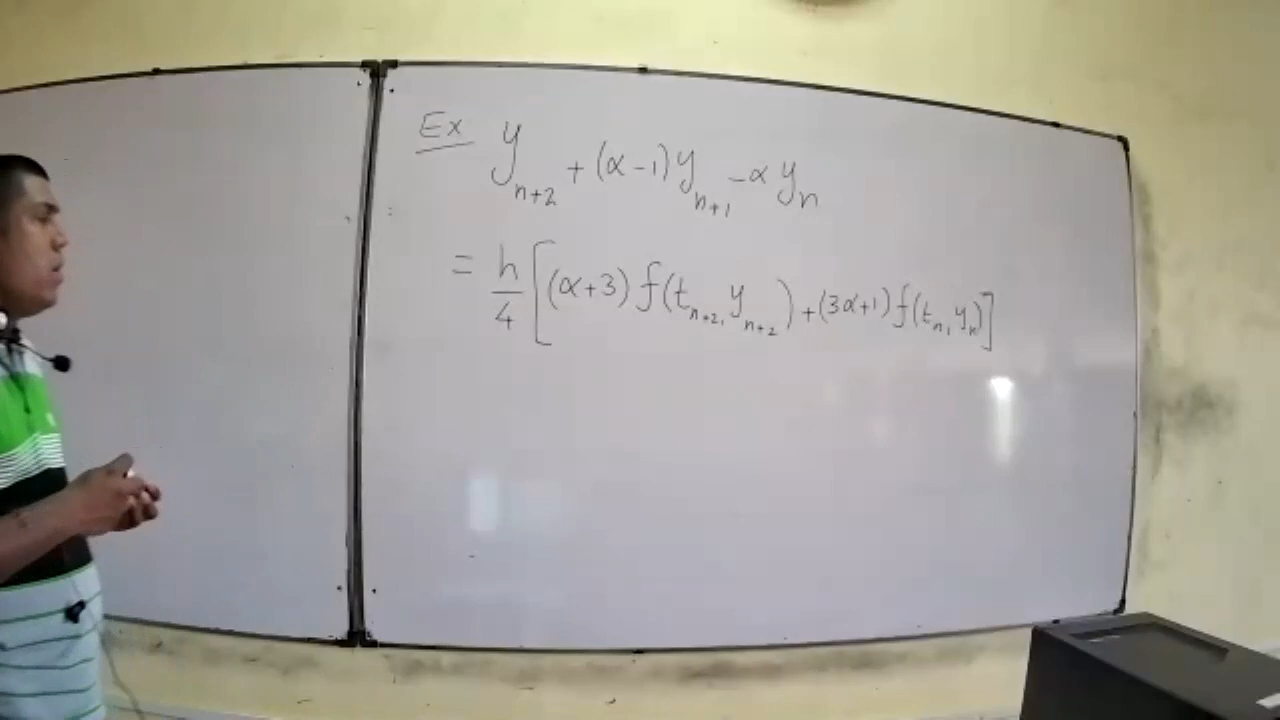 Ex y_{n+2} + (α-1) y_{n+1} - α y_n
= h/4 [(α+3) f(t_{n+2}, y_{n+2}) + (3α+1) f(t_n, y_n)]